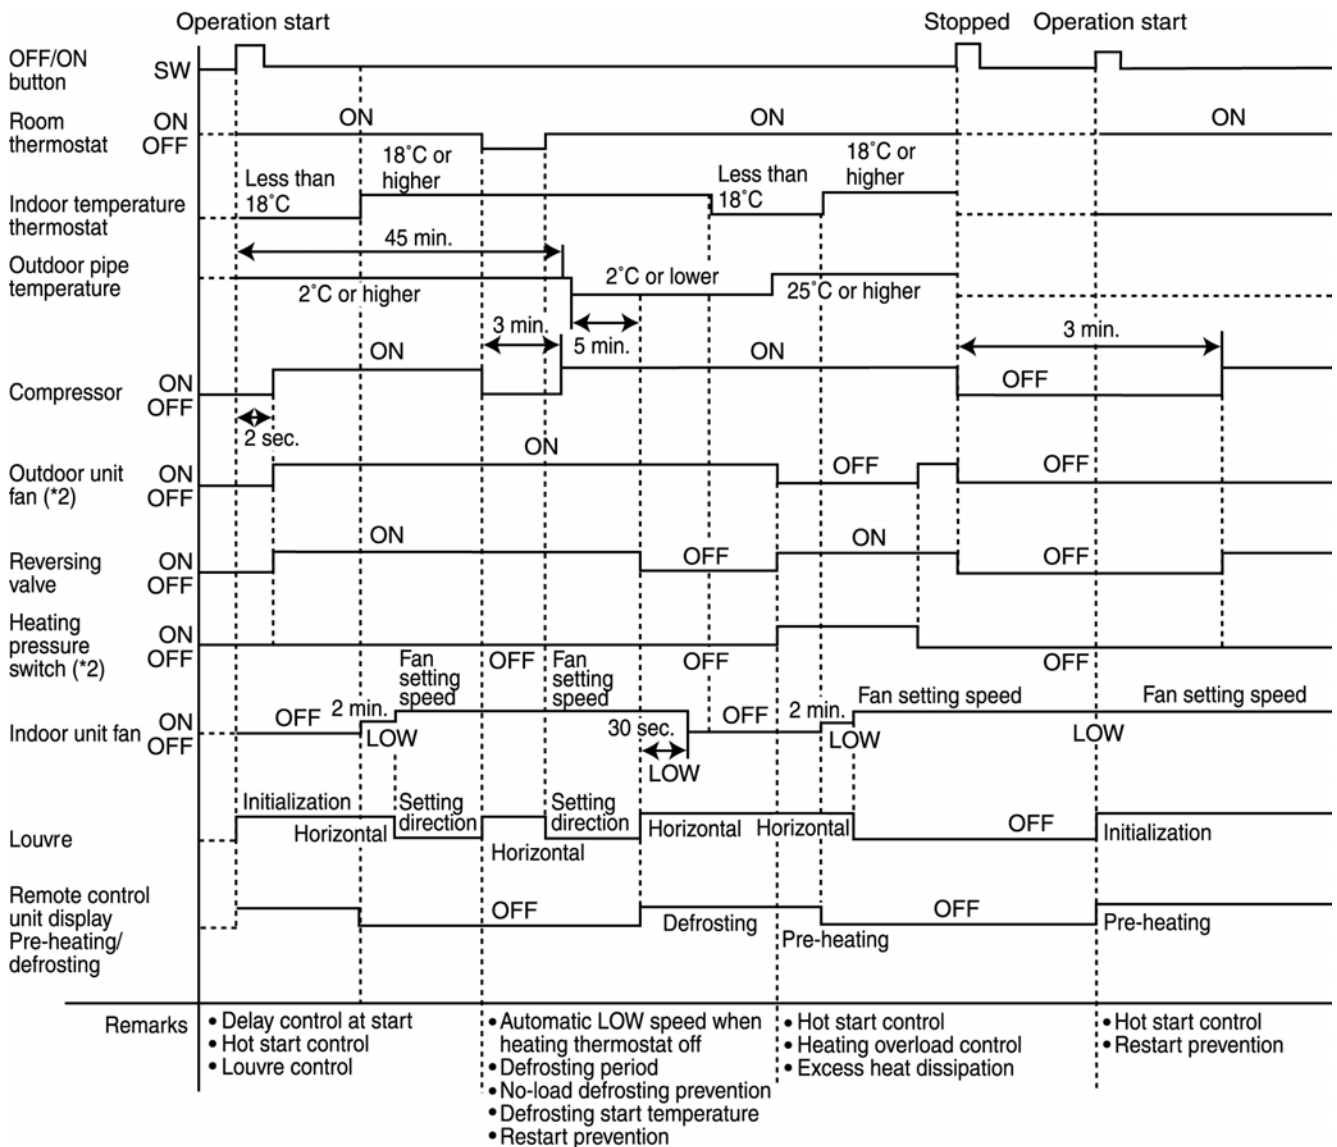 Operation start
Stopped
Operation start
OFF/ON
button
SW
Room
thermostat
ON
OFF
ON
ON
ON
Indoor temperature
thermostat
Less than
18°C
18°C or
higher
Less than
18°C
18°C or
higher
45 min.
Outdoor pipe
temperature
2°C or higher
2°C or lower
25°C or higher
3 min.
5 min.
3 min.
Compressor
ON
OFF
ON
ON
OFF
2 sec.
Outdoor unit
fan (*2)
ON
OFF
ON
OFF
OFF
Reversing
valve
ON
OFF
ON
OFF
ON
OFF
Heating
pressure
switch (*2)
ON
OFF
OFF
OFF
OFF
Indoor unit fan
ON
OFF
OFF
2 min.
LOW
Fan
setting
speed
Fan
setting
speed
30 sec.
LOW
OFF
2 min.
LOW
Fan setting speed
LOW
Fan setting speed
Louvre
Initialization
Horizontal
Setting
direction
Horizontal
Setting
direction
Horizontal
Horizontal
OFF
Initialization
Remote control
unit display
Pre-heating/
defrosting
OFF
Defrosting
Pre-heating
OFF
Pre-heating
Remarks
• Delay control at start
• Hot start control
• Louvre control
• Automatic LOW speed when
heating thermostat off
• Defrosting period
• No-load defrosting prevention
• Defrosting start temperature
• Restart prevention
• Hot start control
• Heating overload control
• Excess heat dissipation
• Hot start control
• Restart prevention